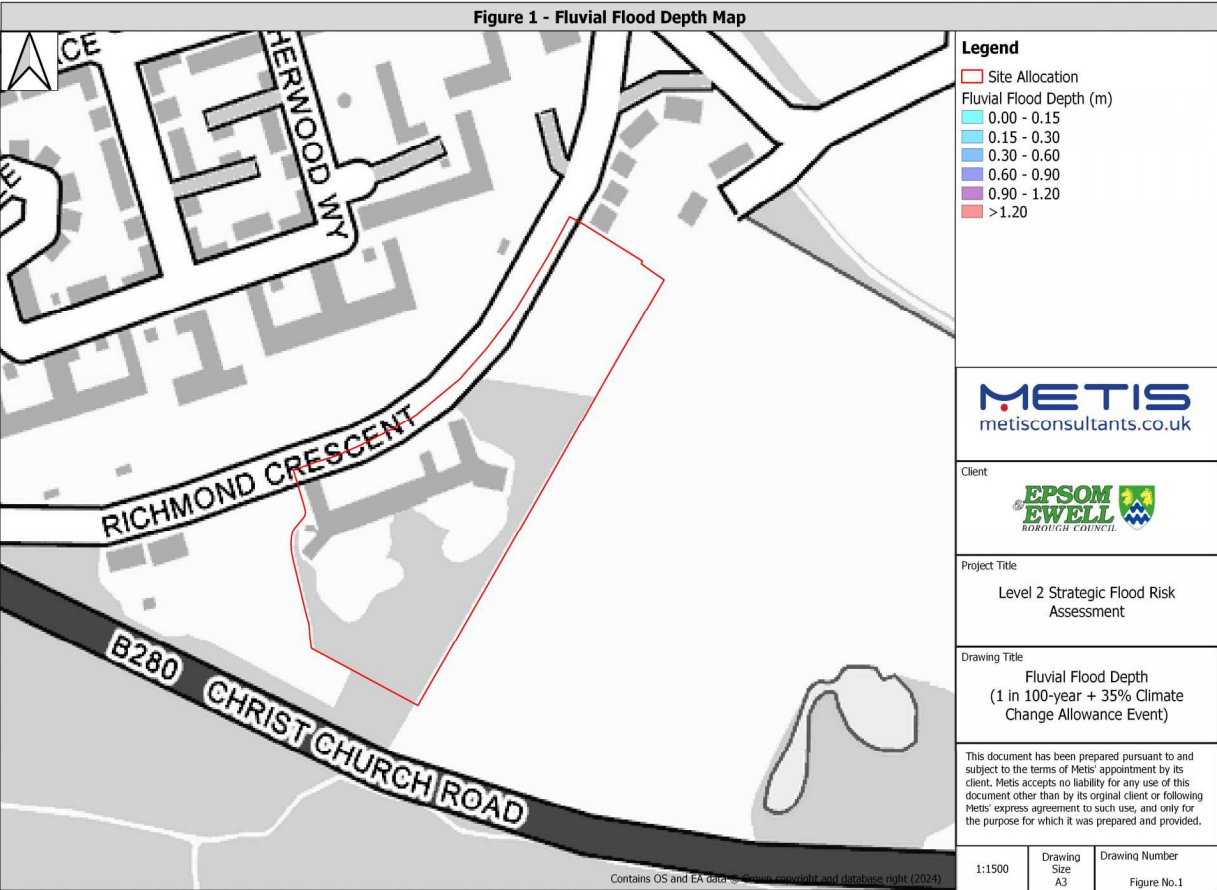 Figure 1 - Fluvial Flood Depth Map
HERWOOD WY
RICHMOND CRESCENT
B280 CHRIST CHURCH ROAD
Contains OS and EA data © Crown copyright and database right (2024)
Legend
Site Allocation
Fluvial Flood Depth (m)
0.00 - 0.15
0.15 - 0.30
0.30 - 0.60
0.60 - 0.90
0.90 - 1.20
>1.20
METIS
metisconsultants.co.uk
Client
EPSOM
& EWELL
BOROUGH COUNCIL
Project Title
Level 2 Strategic Flood Risk
Assessment
Drawing Title
Fluvial Flood Depth
(1 in 100-year + 35% Climate
Change Allowance Event)
This document has been prepared pursuant to and
subject to the terms of Metis' appointment by its
client. Metis accepts no liability for any use of this
document other than by its orginal client or following
Metis' express agreement to such use, and only for
the purpose for which it was prepared and provided.
1:1500
Drawing
Size
A3
Drawing Number
Figure No.1